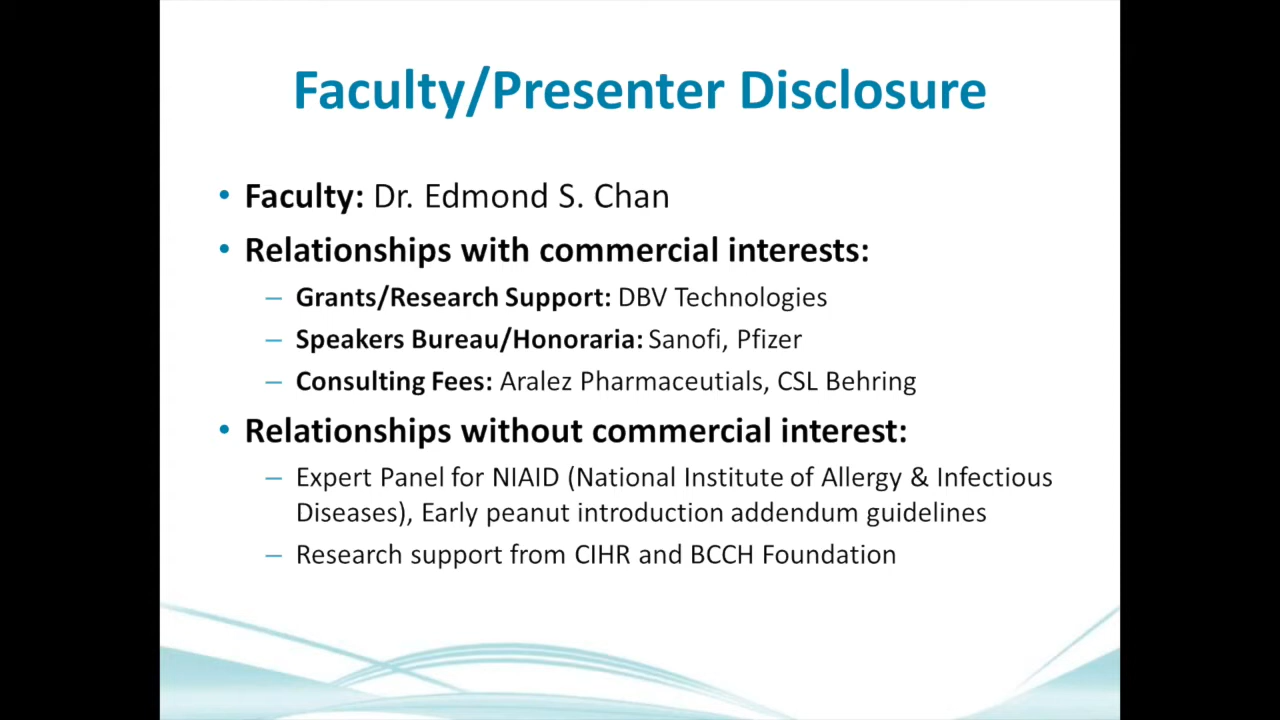 Faculty/Presenter Disclosure
• Faculty: Dr. Edmond S. Chan
• Relationships with commercial interests:
– Grants/Research Support: DBV Technologies
– Speakers Bureau/Honoraria: Sanofi, Pfizer
– Consulting Fees: Aralez Pharmaceutials, CSL Behring
• Relationships without commercial interest:
– Expert Panel for NIAID (National Institute of Allergy & Infectious
Diseases), Early peanut introduction addendum guidelines
– Research support from CIHR and BCCH Foundation